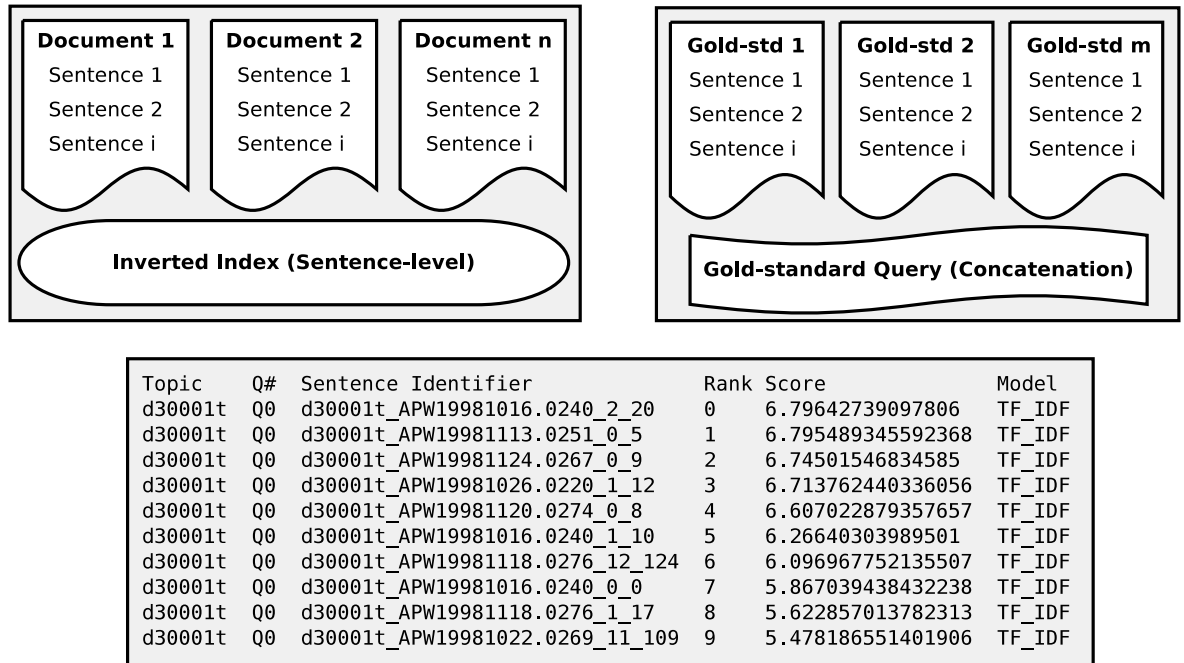 Document 1
Sentence 1
Sentence 2
Sentence i
Document 2
Sentence 1
Sentence 2
Sentence i
Document n
Sentence 1
Sentence 2
Sentence i
Inverted Index (Sentence-level)
Gold-std 1
Sentence 1
Sentence 2
Sentence i
Gold-std 2
Sentence 1
Sentence 2
Sentence i
Gold-std m
Sentence 1
Sentence 2
Sentence i
Gold-standard Query (Concatenation)
Topic Q# Sentence Identifier Rank Score Model
d30001t Q0 d30001t_APW19981016.0240_2_20 0 6.79642739097806 TF_IDF
d30001t Q0 d30001t_APW19981113.0251_0_5 1 6.795489345592368 TF_IDF
d30001t Q0 d30001t_APW19981124.0267_0_9 2 6.74501546834585 TF_IDF
d30001t Q0 d30001t_APW19981026.0220_1_12 3 6.713762440336056 TF_IDF
d30001t Q0 d30001t_APW19981120.0274_0_8 4 6.607022879357657 TF_IDF
d30001t Q0 d30001t_APW19981016.0240_1_10 5 6.26640303989501 TF_IDF
d30001t Q0 d30001t_APW19981118.0276_12_124 6 6.096967752135507 TF_IDF
d30001t Q0 d30001t_APW19981016.0240_0_0 7 5.867039438432238 TF_IDF
d30001t Q0 d30001t_APW19981118.0276_1_17 8 5.622857013782313 TF_IDF
d30001t Q0 d30001t_APW19981022.0269_11_109 9 5.478186551401906 TF_IDF